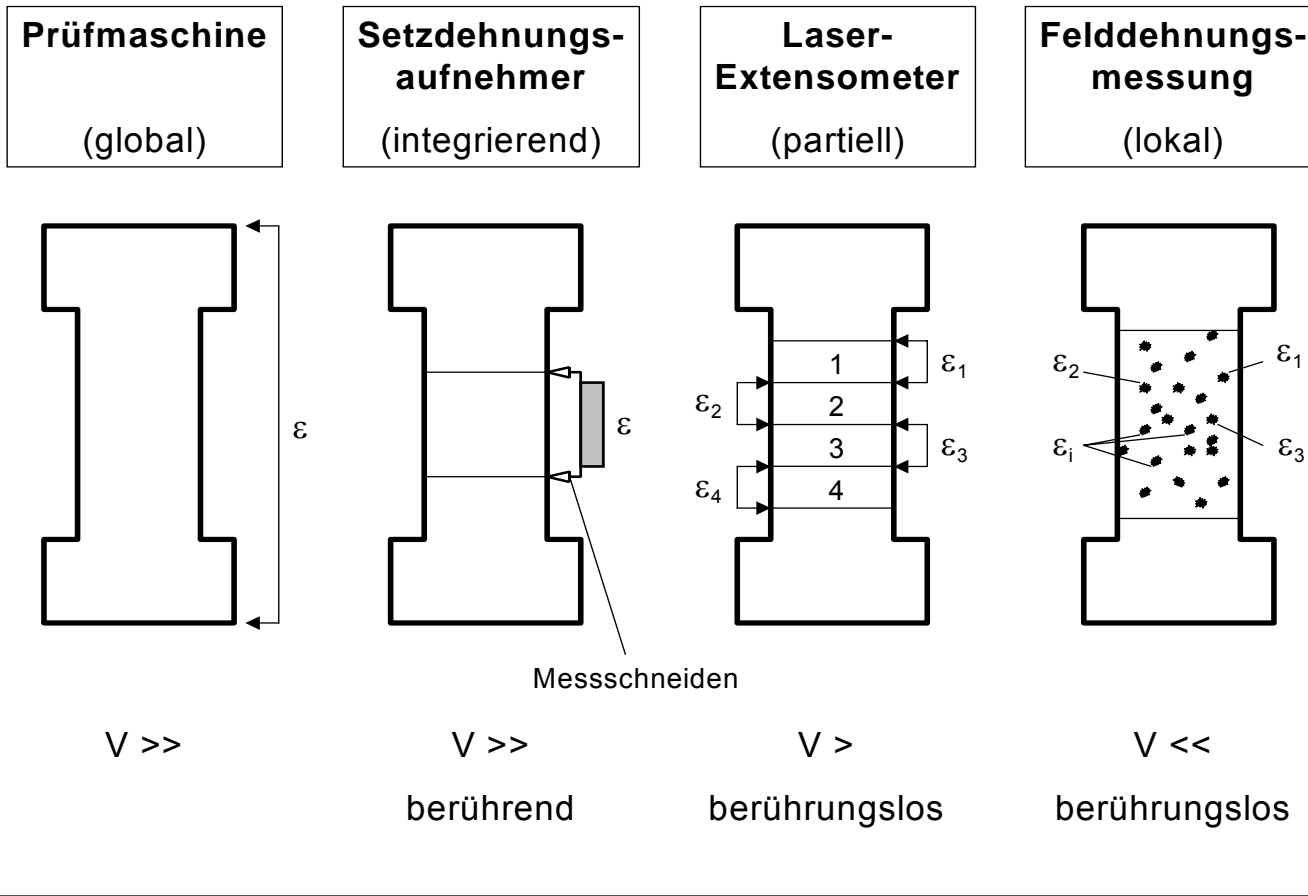 Prüfmaschine
(global)
Setzdehnungs-
aufnehmer
(integrierend)
Laser-
Extensometer
(partiell)
Felddehnungs-
messung
(lokal)
ε
ε
Messschneiden
1
2
3
4
ε1
ε2
ε3
ε4
ε2
ε1
εi
ε3
V >>
V >>
berührend
V >
berührungslos
V <<
berührungslos